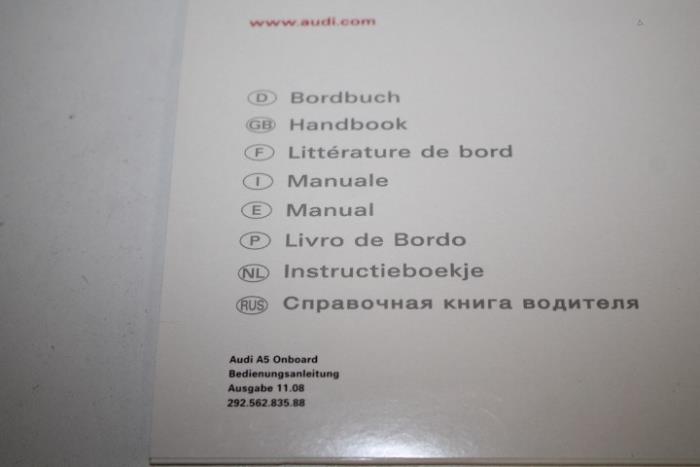 www.audi.com
D Bordbuch
GB Handbook
F Littérature de bord
I Manuale
E Manual
P Livro de Bordo
NL Instructieboekje
RUS Справочная книга водителя
Audi A5 Onboard
Bedienungsanleitung
Ausgabe 11.08
292.562.835.88